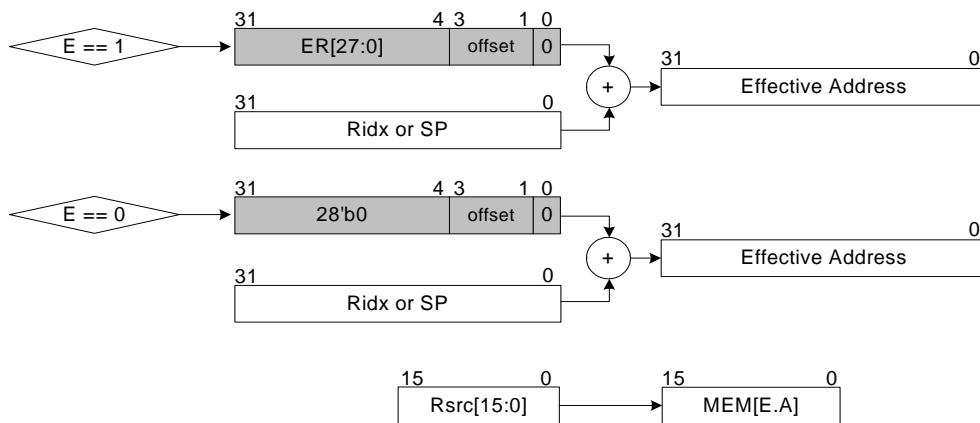 31 4 3 1 0
E == 1 ER[27:0] offset 0
31 0
+ Effective Address
31 0
Ridx or SP
31 4 3 1 0
E == 0 28'b0 offset 0
31 0
+ Effective Address
31 0
Ridx or SP
15 0 15 0
Rsrc[15:0] MEM[E.A]